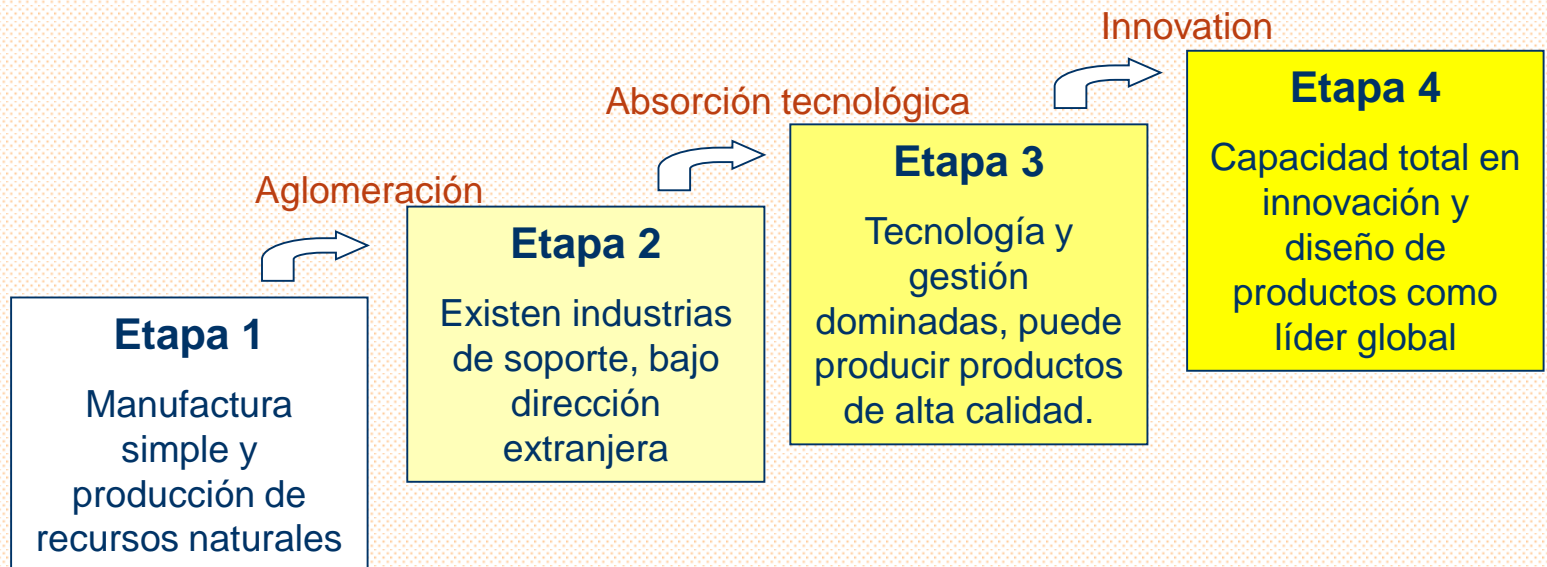 Etapa 1
Manufactura
simple y
producción de
recursos naturales
Aglomeración
Etapa 2
Existen industrias
de soporte, bajo
dirección
extranjera
Absorción tecnológica
Etapa 3
Tecnología y
gestión
dominadas, puede
producir productos
de alta calidad.
Innovation
Etapa 4
Capacidad total en
innovación y
diseño de
productos como
líder global